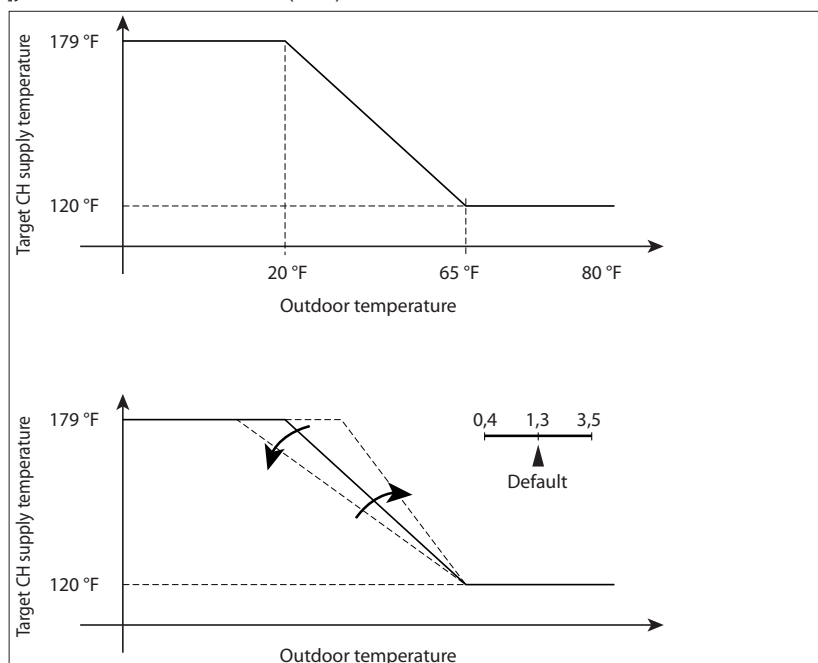 Target CH supply temperature
179 °F
120 °F
20 °F 65 °F 80 °F
Outdoor temperature
Target CH supply temperature
179 °F
120 °F
0,4 1,3 3,5
Default
Outdoor temperature